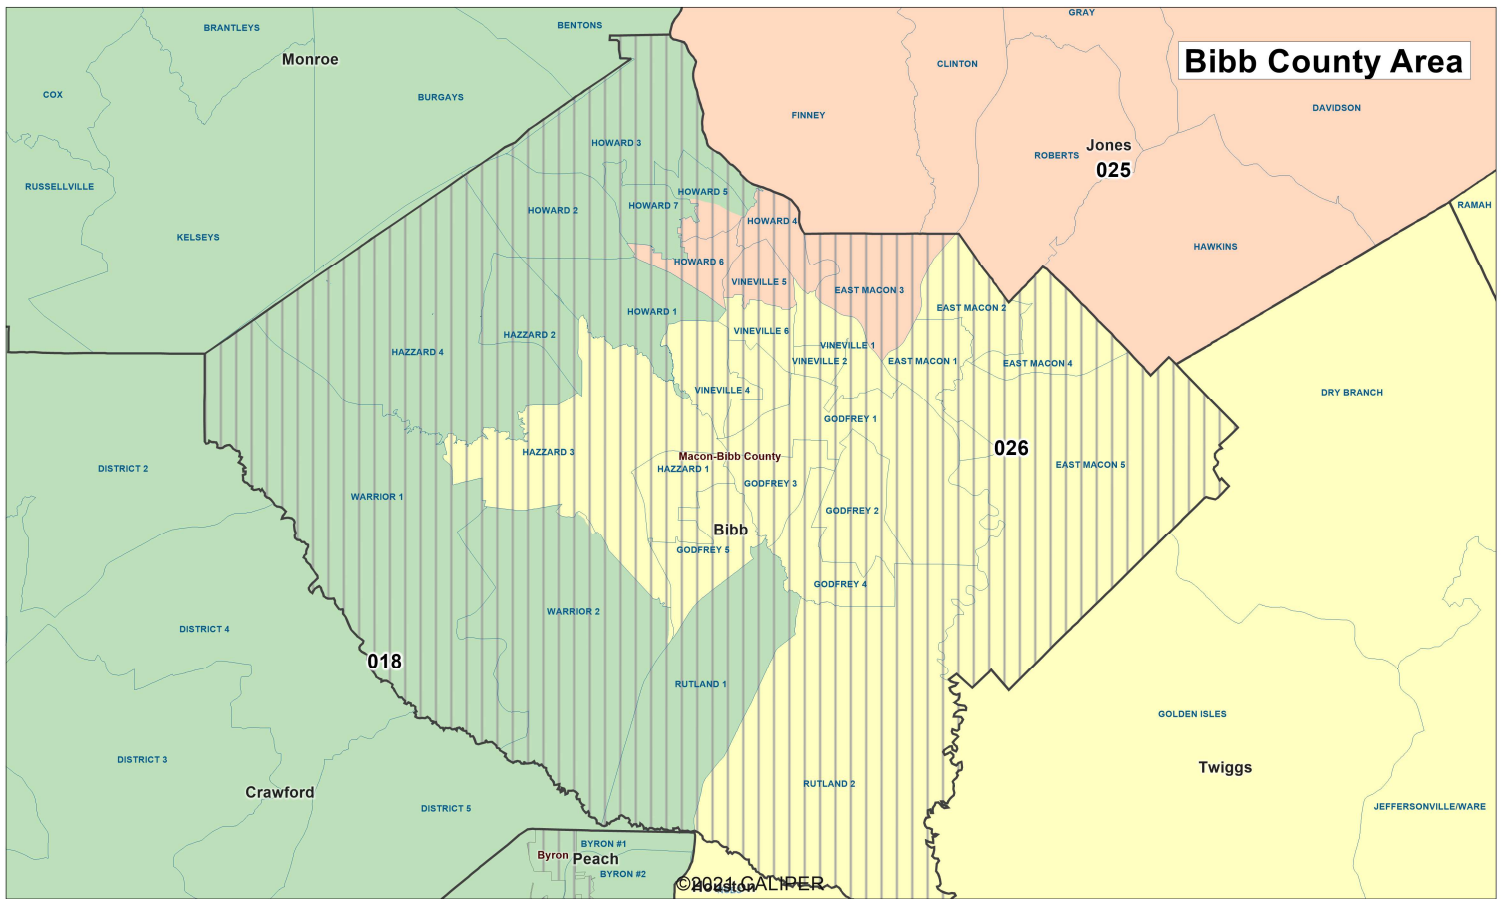 GRAY
BENTONS
BRANTLEYS
Monroe
CLINTON
Bibb County Area
COX
BURGAYS
DAVIDSON
FINNEY
HOWARD 3
Jones
ROBERTS
025
RUSSELLVILLE
HOWARD 5
HOWARD 7
RAMAH
HOWARD 2
HOWARD 4
KELSEYS
HAWKINS
HOWARD 6
VINEVILLE 5
EAST MACON 3
EAST MACON 2
HOWARD 1
VINEVILLE 6
HAZZARD 2
VINEVILLE 1
HAZZARD 4
VINEVILLE 2
EAST MACON 1
EAST MACON 4
VINEVILLE 4
DRY BRANCH
GODFREY 1
026
HAZZARD 3
Macon-Bibb County
DISTRICT 2
HAZZARD 1
EAST MACON 5
GODFREY 3
WARRIOR 1
GODFREY 2
Bibb
GODFREY 5
GODFREY 4
WARRIOR 2
DISTRICT 4
018
RUTLAND 1
GOLDEN ISLES
DISTRICT 3
Twiggs
RUTLAND 2
Crawford
DISTRICT 5
JEFFERSONVILLE/WARE
BYRON #1
Byron
Peach
BYRON #2
©2021 CALIPER
Houston